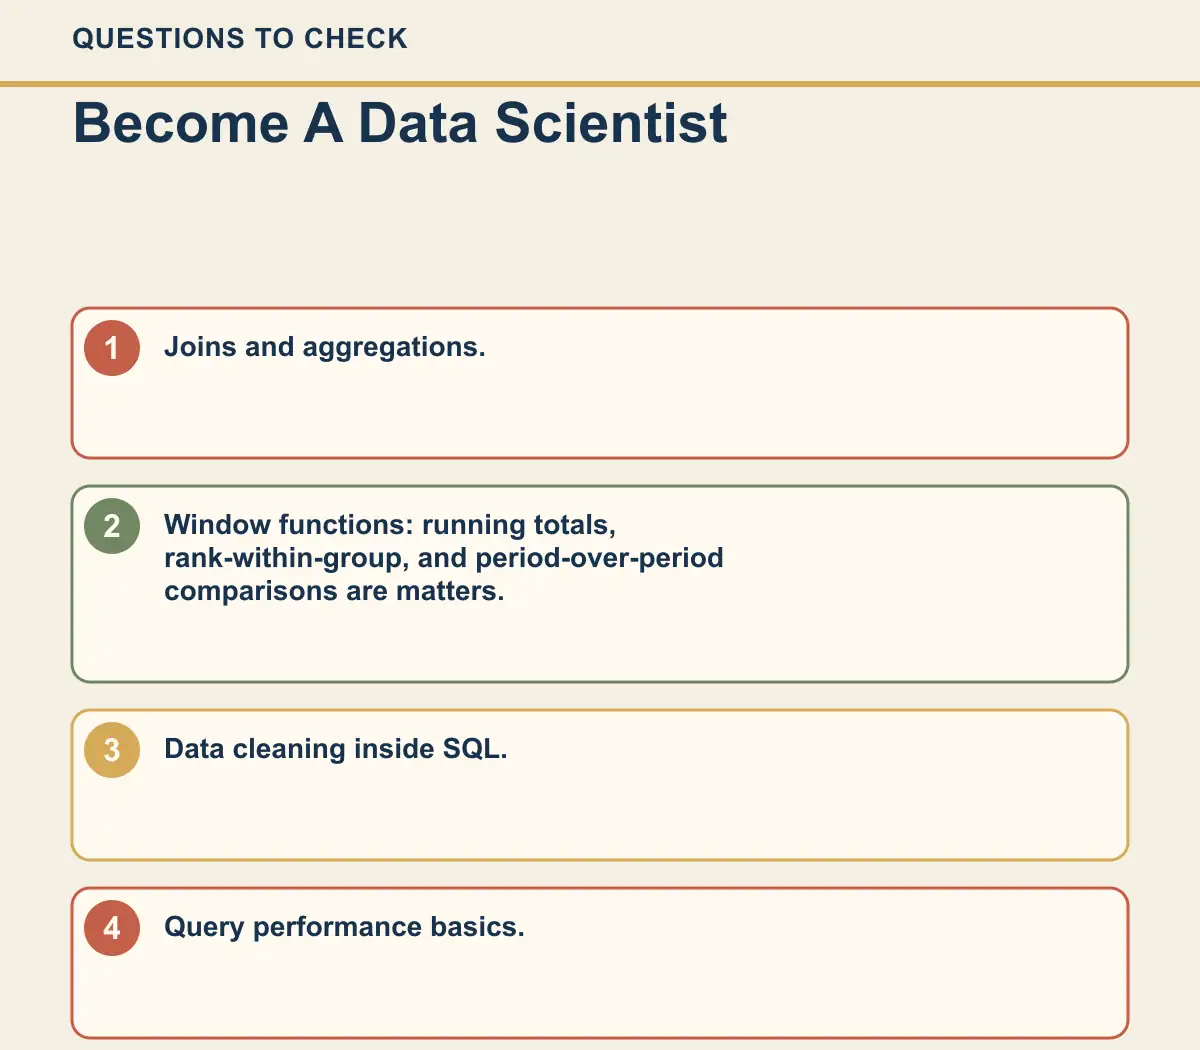 QUESTIONS TO CHECK
Become A Data Scientist
1
Joins and aggregations.
2
Window functions: running totals,
rank-within-group, and period-over-period
comparisons are matters.
3
Data cleaning inside SQL.
4
Query performance basics.